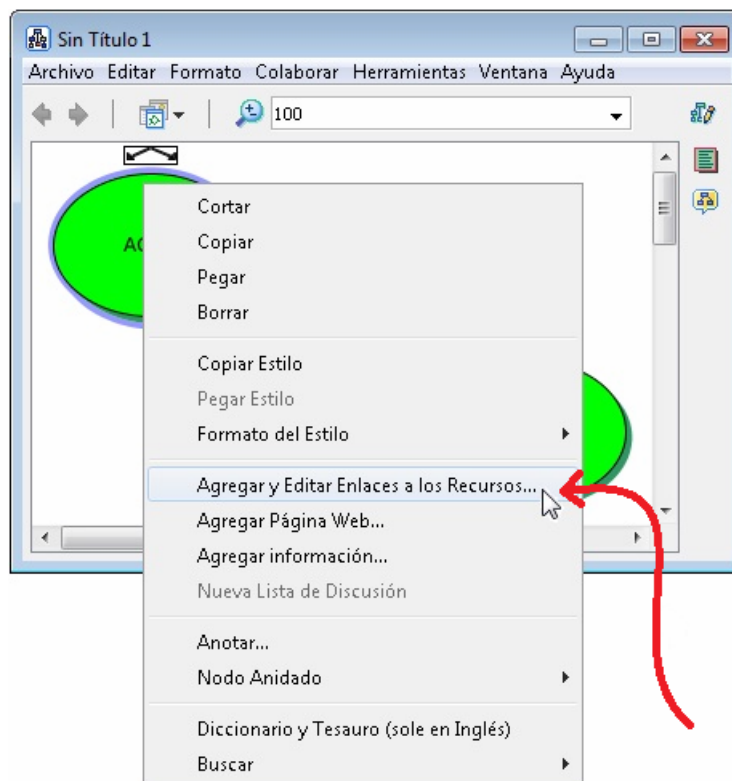 Sin Título 1
Archivo Editar Formato Colaborar Herramientas Ventana Ayuda
100
Cortar
Copiar
Pegar
Borrar
Copiar Estilo
Pegar Estilo
Formato del Estilo
Agregar y Editar Enlaces a los Recursos...
Agregar Página Web...
Agregar información...
Nueva Lista de Discusión
Anotar...
Nodo Anidado
Diccionario y Tesauro (sole en Inglés)
Buscar